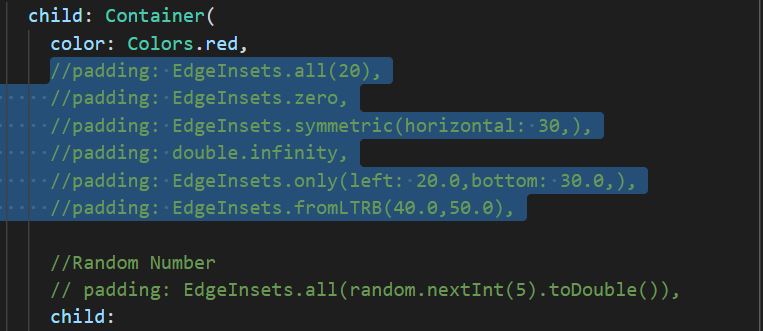 child: Container(
color: Colors.red,
//padding: EdgeInsets.all(20),
//padding: EdgeInsets.zero,
//padding: EdgeInsets.symmetric(horizontal: 30,),
//padding: double.infinity,
//padding: EdgeInsets.only(left: 20.0,bottom: 30.0,),
//padding: EdgeInsets.fromLTRB(40.0,50.0),
//Random Number
// padding: EdgeInsets.all(random.nextInt(5).toDouble()),
child: